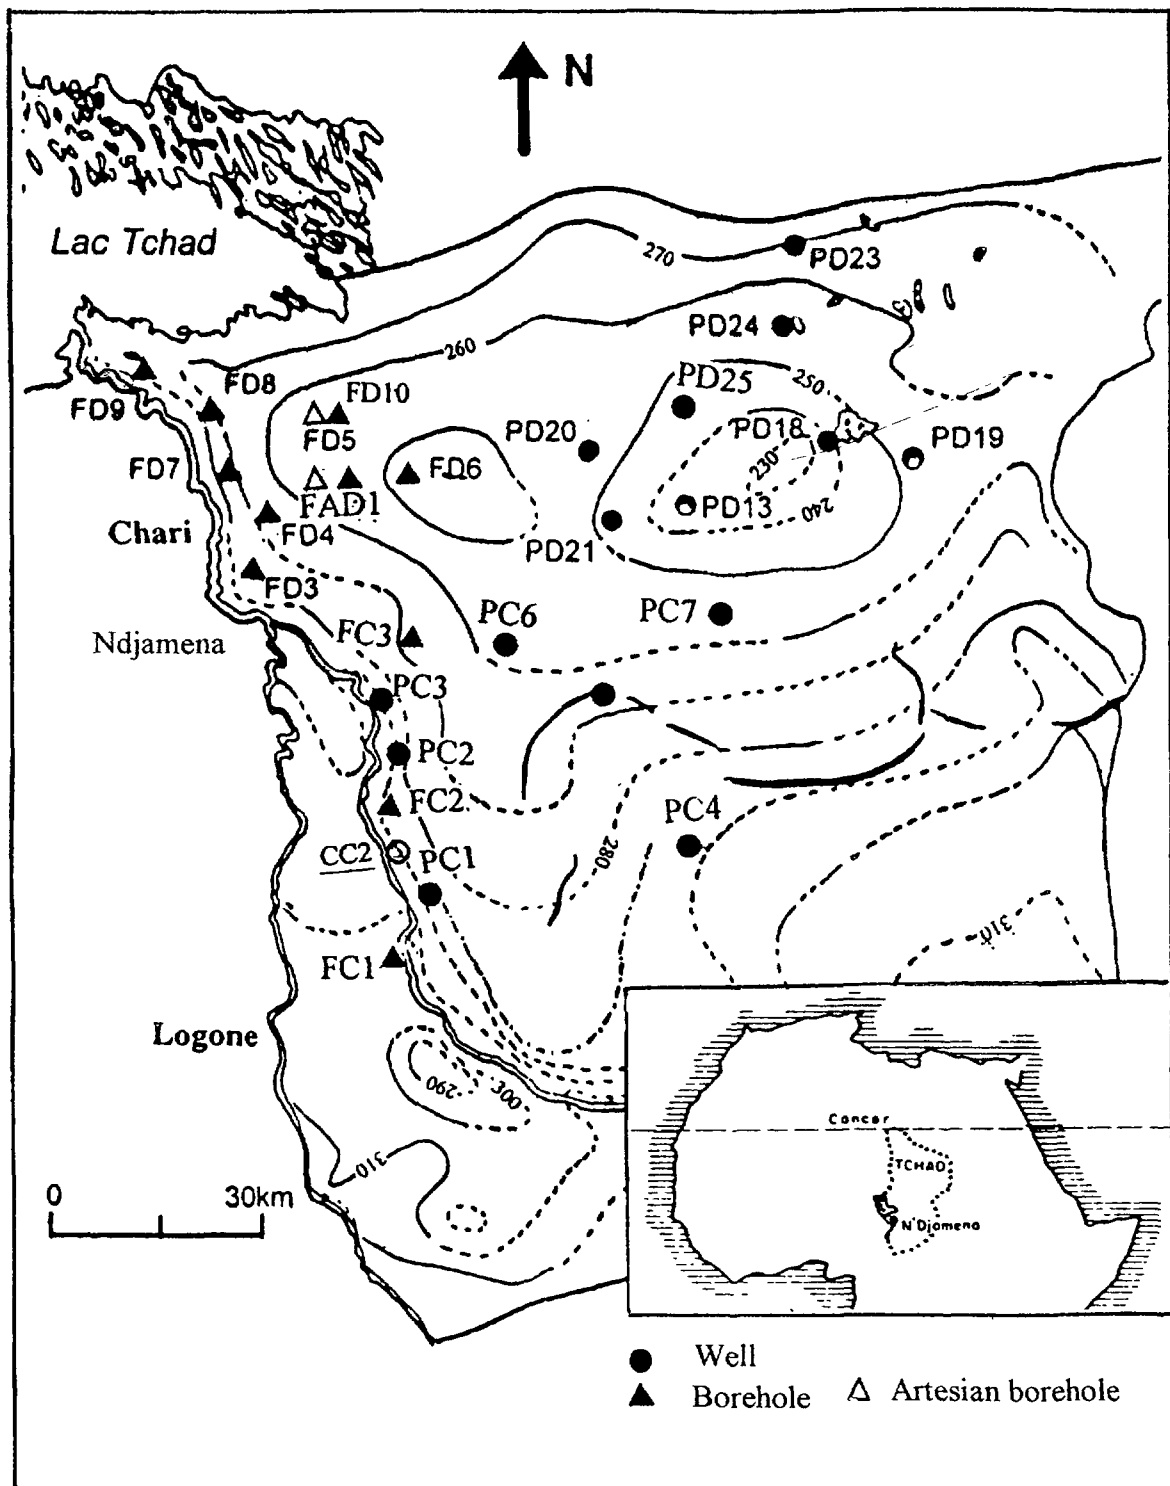 N
Lac Tchad
270
PD23
260
PD24
FD8
FD9
FD10
FD5
PD25
250
PD18
PD20
PD19
FD7
FD6
230
FAD1
PD13
240
Chari
FD4
PD21
FD3
PC6
PC7
Ndjamena
FC3
PC3
PC2
FC2
PC4
CC2
PC1
280
FC1
310
Logone
290
300
310
Cancer
TCHAD
N'Djamena
0 30km
Well
Borehole
Artesian borehole